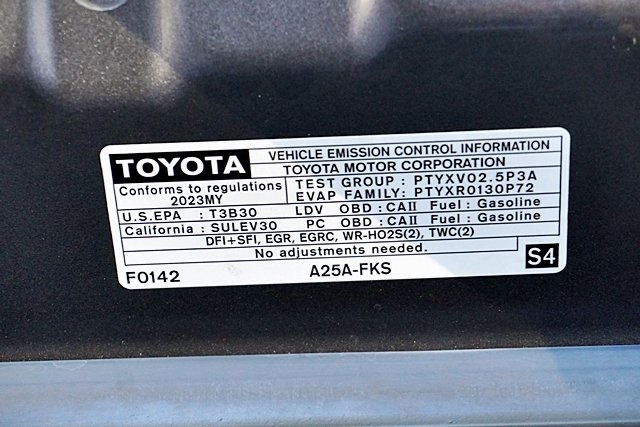 TOYOTA
VEHICLE EMISSION CONTROL INFORMATION
TOYOTA MOTOR CORPORATION
Conforms to regulations
2023MY
TEST GROUP : PTYXV02.5P3A
EVAP FAMILY: PTYXR0130P72
U.S.EPA : T3B30 LDV OBD : CAII Fuel : Gasoline
California : SULEV30 PC OBD : CAII Fuel : Gasoline
DFI+SFI, EGR, EGRC, WR-HO2S(2), TWC(2)
No adjustments needed.
F0142 A25A-FKS S4